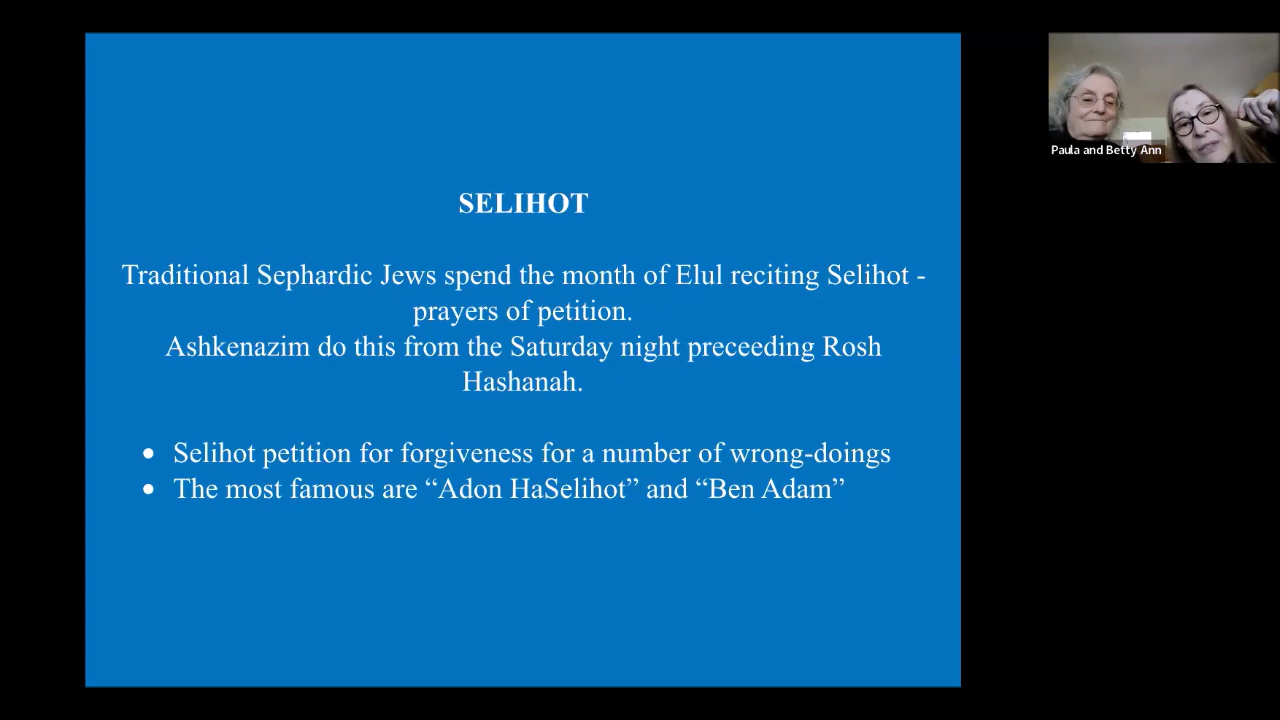 SELIHOT
Traditional Sephardic Jews spend the month of Elul reciting Selihot -
prayers of petition.
Ashkenazim do this from the Saturday night preceeding Rosh
Hashanah.
• Selihot petition for forgiveness for a number of wrong-doings
• The most famous are “Adon HaSelihot” and “Ben Adam”
Paula and Betty Ann